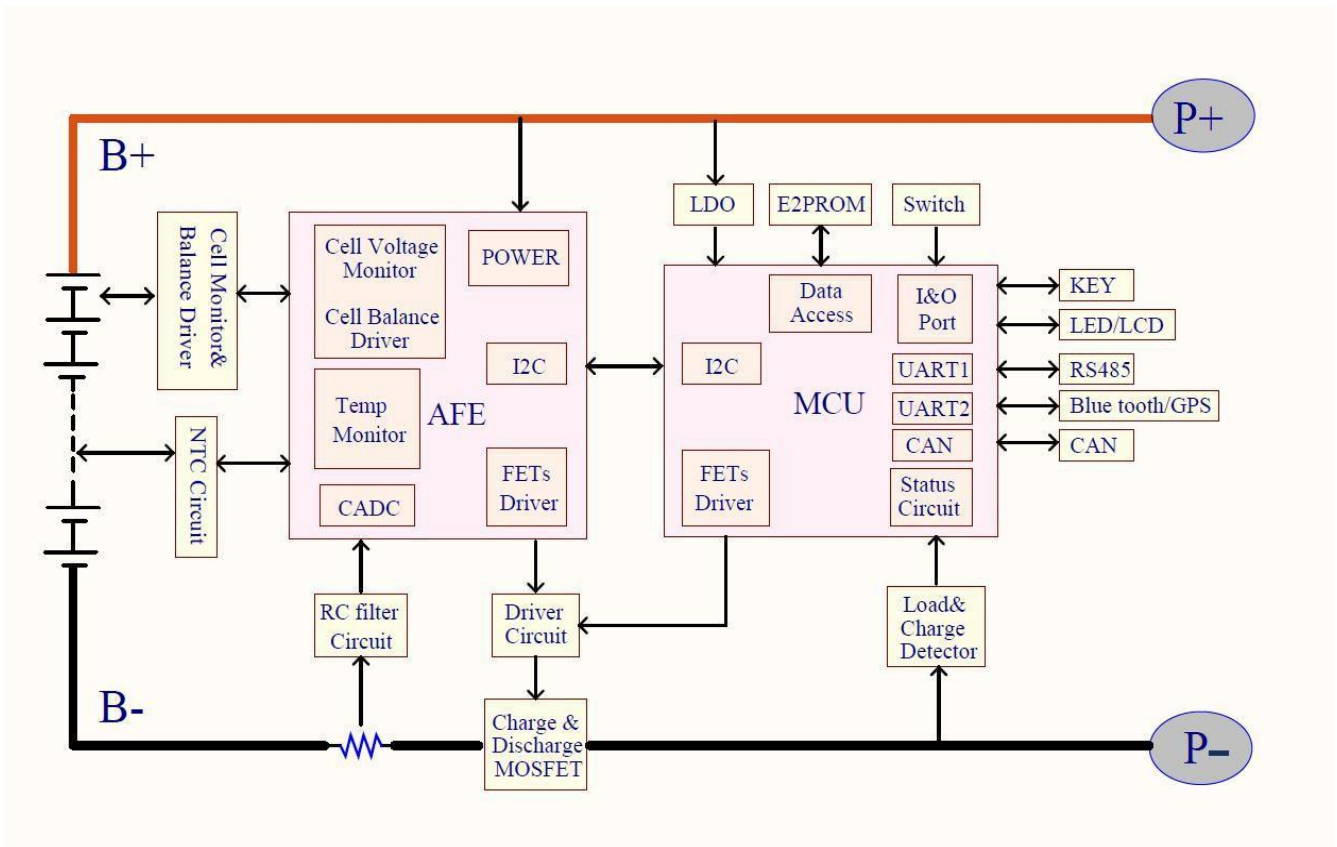 P+
B+
LDO
E2PROM
Switch
Cell Monitor&
Balance Driver
Cell Voltage
Monitor
Cell Balance
Driver
POWER
I2C
AFE
Temp
Monitor
CADC
FETs
Driver
NTC Circuit
Data
Access
I&O
Port
I2C
MCU
UART1
UART2
CAN
Status
Circuit
FETs
Driver
KEY
LED/LCD
RS485
Blue tooth/GPS
CAN
RC filter
Circuit
Driver
Circuit
Load&
Charge
Detector
B-
Charge &
Discharge
MOSFET
P-